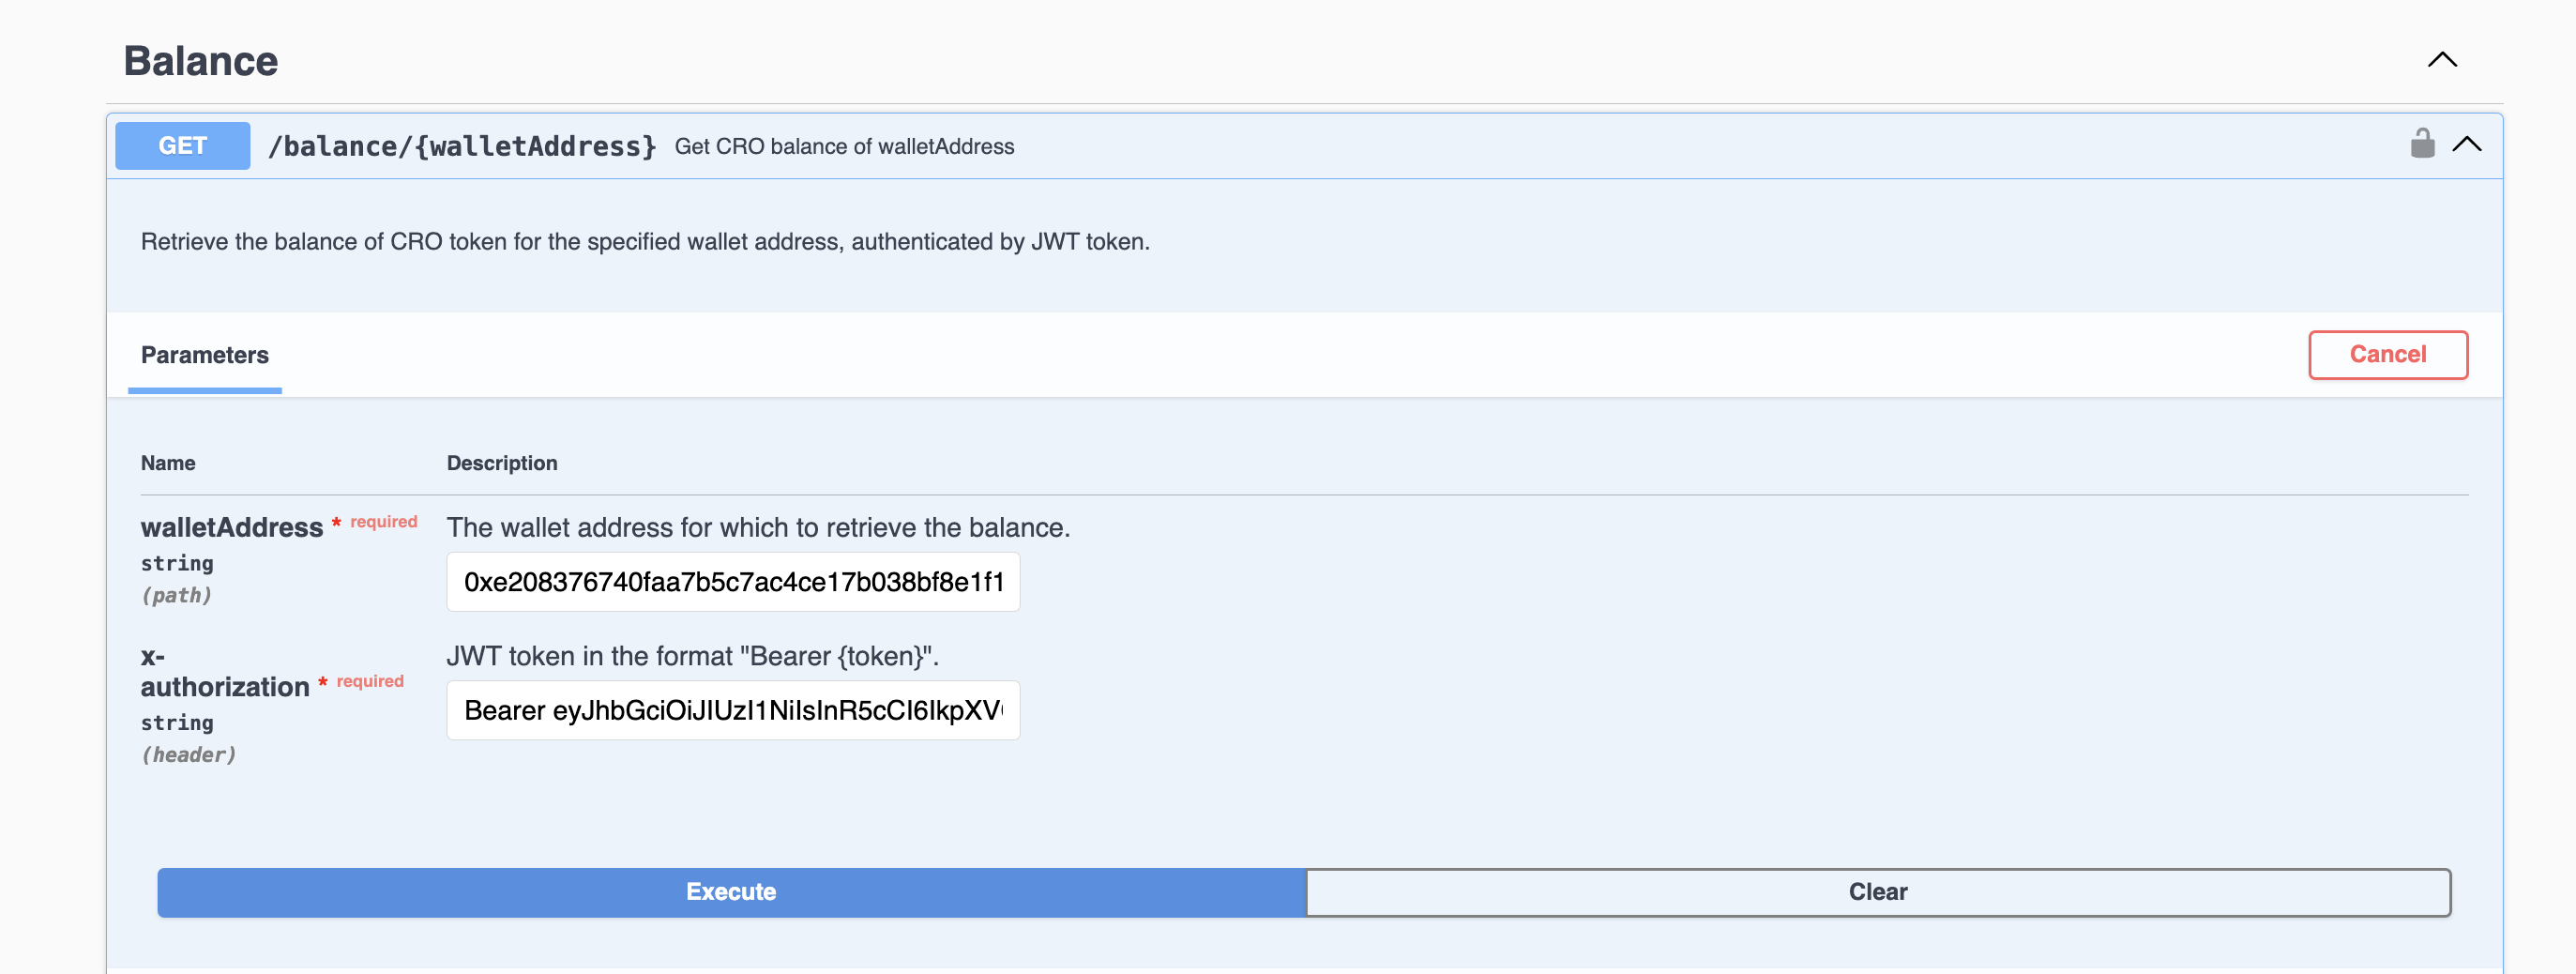 Balance
GET /balance/{walletAddress} Get CRO balance of walletAddress
Retrieve the balance of CRO token for the specified wallet address, authenticated by JWT token.
Parameters Cancel
Name Description
walletAddress * required The wallet address for which to retrieve the balance.
string
0xe208376740faa7b5c7ac4ce17b038bf8e1f1
(path)
x- JWT token in the format "Bearer {token}".
authorization * required
Bearer eyJhbGciOiJIUzI1NiIsInR5cCI6IkpXV
string
(header)
Execute Clear